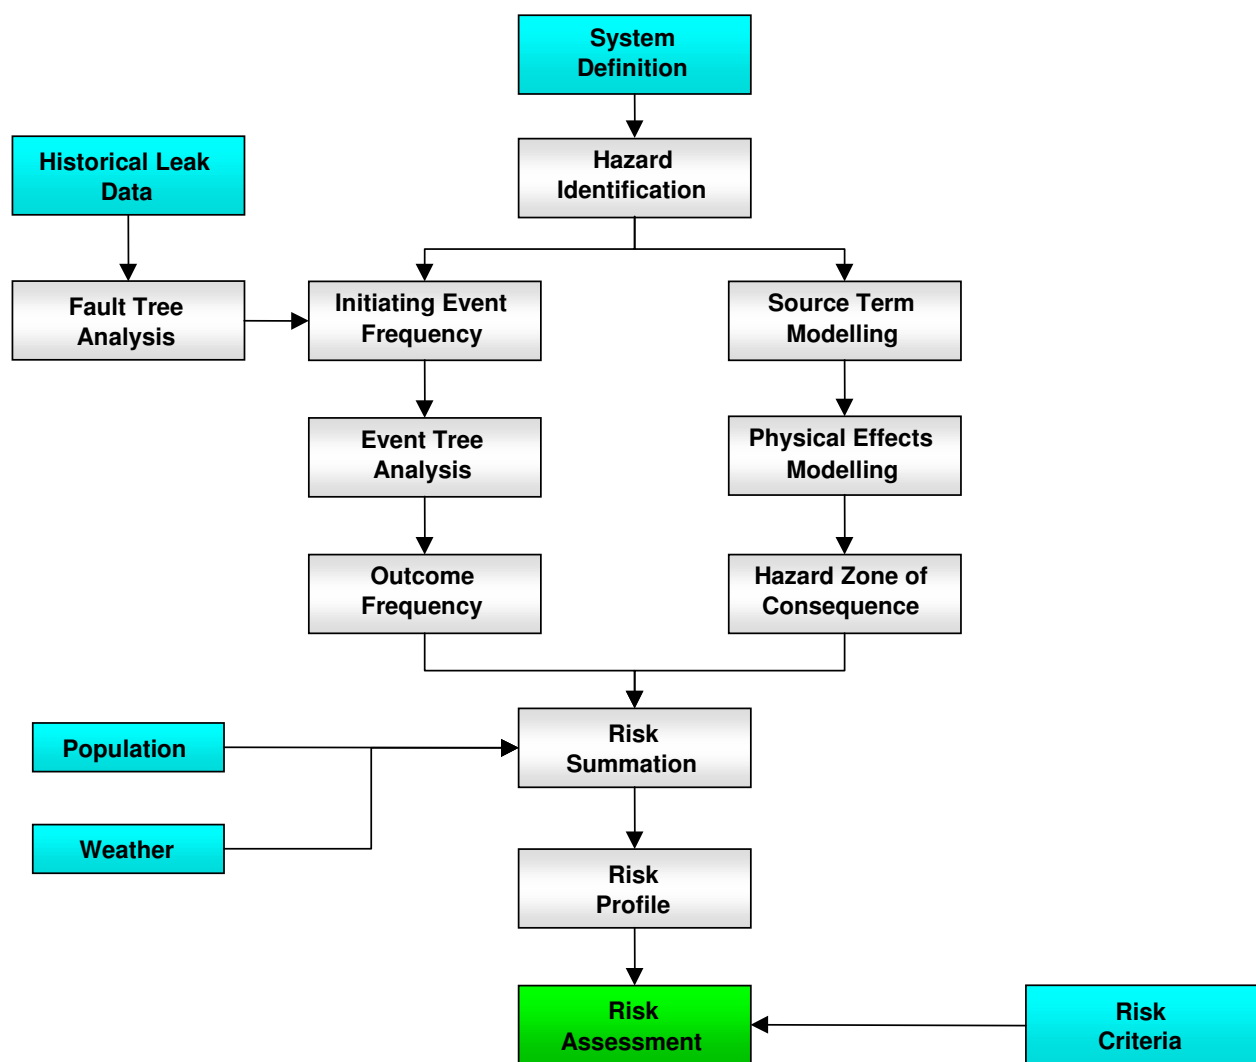 System
Definition
Historical Leak
Data
Hazard
Identification
Fault Tree
Analysis
Initiating Event
Frequency
Source Term
Modelling
Event Tree
Analysis
Physical Effects
Modelling
Outcome
Frequency
Hazard Zone of
Consequence
Population
Risk
Summation
Weather
Risk
Profile
Risk
Assessment
Risk
Criteria